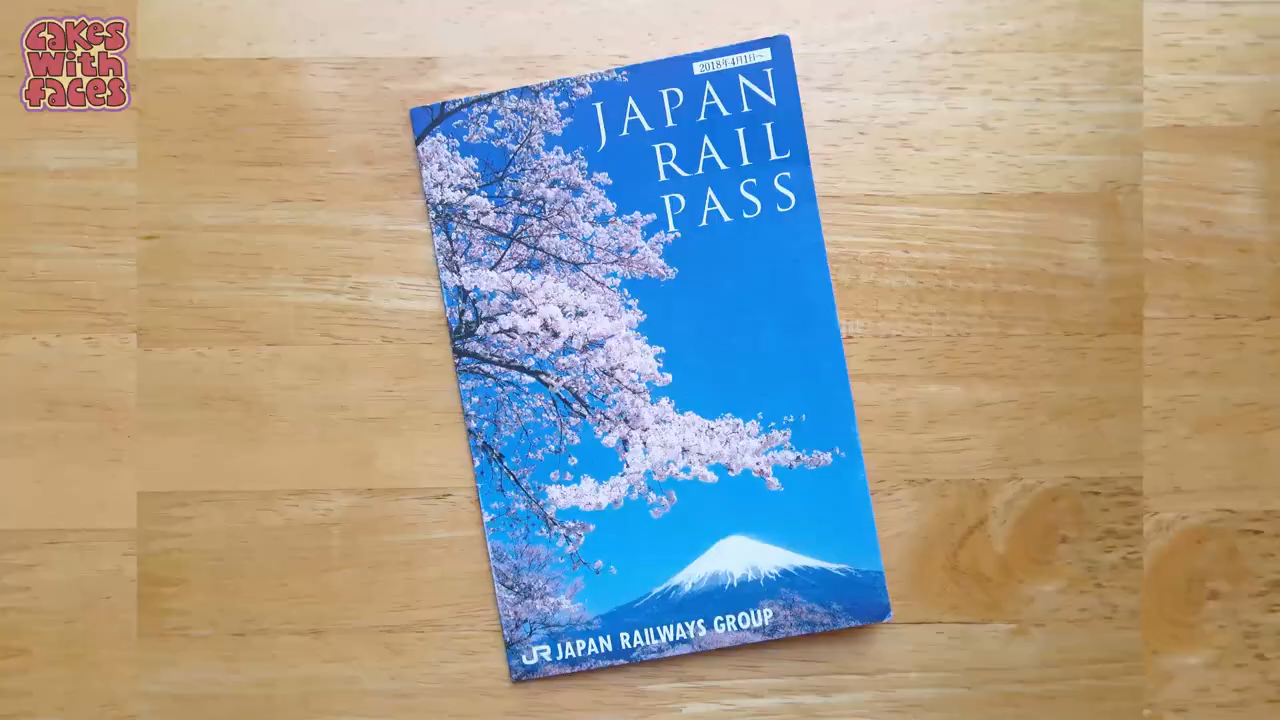 Cakes
With
faces
2018年4月1日~
JAPAN
RAIL
PASS
JR JAPAN RAILWAYS GROUP